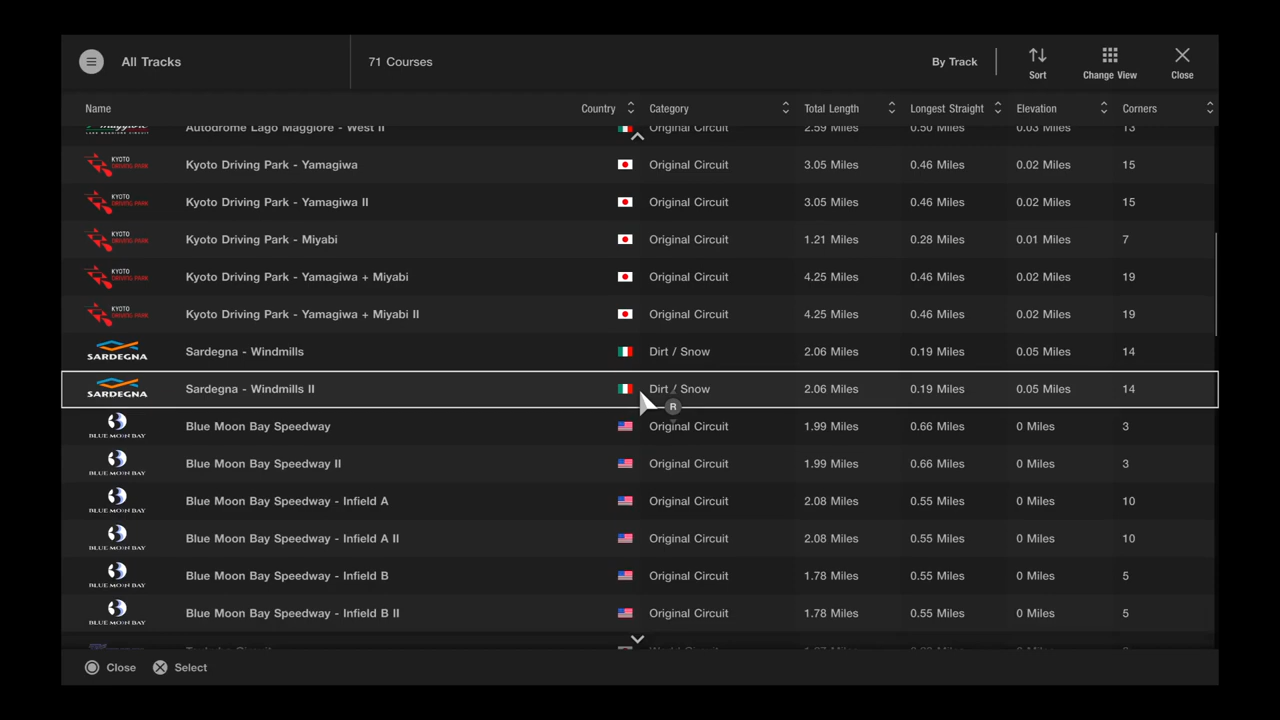 All Tracks 71 Courses By Track Sort Change View Close
Name Country Category Total Length Longest Straight Elevation Corners
Autodrome Lago Maggiore - West II Original Circuit 2.59 Miles 0.50 Miles 0.03 Miles 13
KYOTO DRIVING PARK Kyoto Driving Park - Yamagiwa Original Circuit 3.05 Miles 0.46 Miles 0.02 Miles 15
KYOTO DRIVING PARK Kyoto Driving Park - Yamagiwa II Original Circuit 3.05 Miles 0.46 Miles 0.02 Miles 15
KYOTO DRIVING PARK Kyoto Driving Park - Miyabi Original Circuit 1.21 Miles 0.28 Miles 0.01 Miles 7
KYOTO DRIVING PARK Kyoto Driving Park - Yamagiwa + Miyabi Original Circuit 4.25 Miles 0.46 Miles 0.02 Miles 19
KYOTO DRIVING PARK Kyoto Driving Park - Yamagiwa + Miyabi II Original Circuit 4.25 Miles 0.46 Miles 0.02 Miles 19
SARDEGNA Sardegna - Windmills Dirt / Snow 2.06 Miles 0.19 Miles 0.05 Miles 14
SARDEGNA Sardegna - Windmills II Dirt / Snow 2.06 Miles 0.19 Miles 0.05 Miles 14
R
BLUE MOON BAY Blue Moon Bay Speedway Original Circuit 1.99 Miles 0.66 Miles 0 Miles 3
BLUE MOON BAY Blue Moon Bay Speedway II Original Circuit 1.99 Miles 0.66 Miles 0 Miles 3
BLUE MOON BAY Blue Moon Bay Speedway - Infield A Original Circuit 2.08 Miles 0.55 Miles 0 Miles 10
BLUE MOON BAY Blue Moon Bay Speedway - Infield A II Original Circuit 2.08 Miles 0.55 Miles 0 Miles 10
BLUE MOON BAY Blue Moon Bay Speedway - Infield B Original Circuit 1.78 Miles 0.55 Miles 0 Miles 5
BLUE MOON BAY Blue Moon Bay Speedway - Infield B II Original Circuit 1.78 Miles 0.55 Miles 0 Miles 5
Close Select